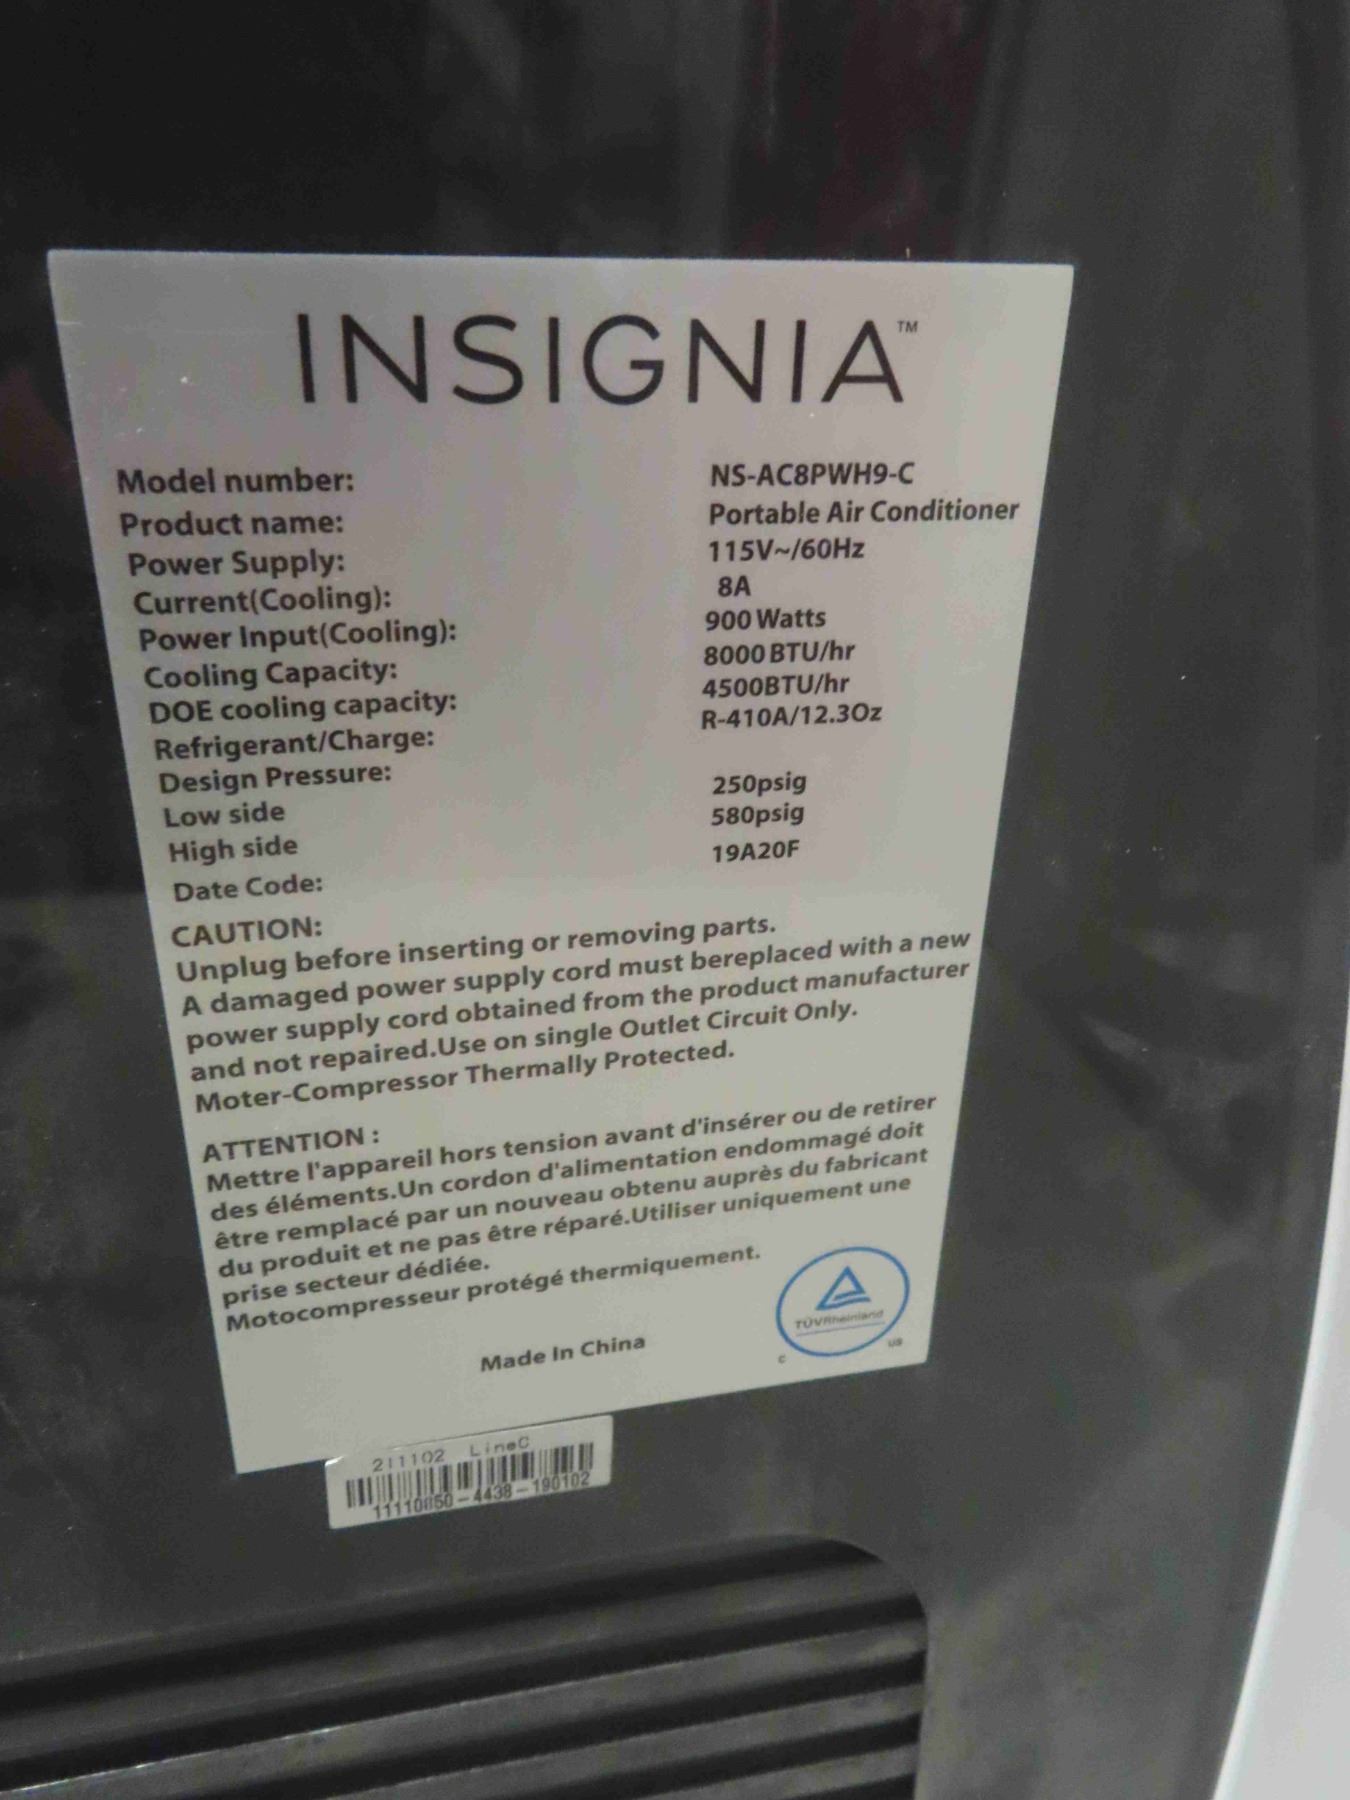 INSIGNIA™
Model number: NS-AC8PWH9-C
Product name: Portable Air Conditioner
Power Supply: 115V~/60Hz
Current(Cooling): 8A
Power Input(Cooling): 900 Watts
Cooling Capacity: 8000 BTU/hr
DOE cooling capacity: 4500BTU/hr
Refrigerant/Charge: R-410A/12.3Oz
Design Pressure:
Low side 250psig
High side 580psig
Date Code: 19A20F
CAUTION:
Unplug before inserting or removing parts.
A damaged power supply cord must bereplaced with a new
power supply cord obtained from the product manufacturer
and not repaired.Use on single Outlet Circuit Only.
Moter-Compressor Thermally Protected.
ATTENTION :
Mettre l'appareil hors tension avant d'insérer ou de retirer
des éléments.Un cordon d'alimentation endommagé doit
être remplacé par un nouveau obtenu auprès du fabricant
du produit et ne pas être réparé.Utiliser uniquement une
prise secteur dédiée.
Motocompresseur protégé thermiquement.
TÜVRheinland
C US
Made In China
211102 LineC
11110850-4438-190102